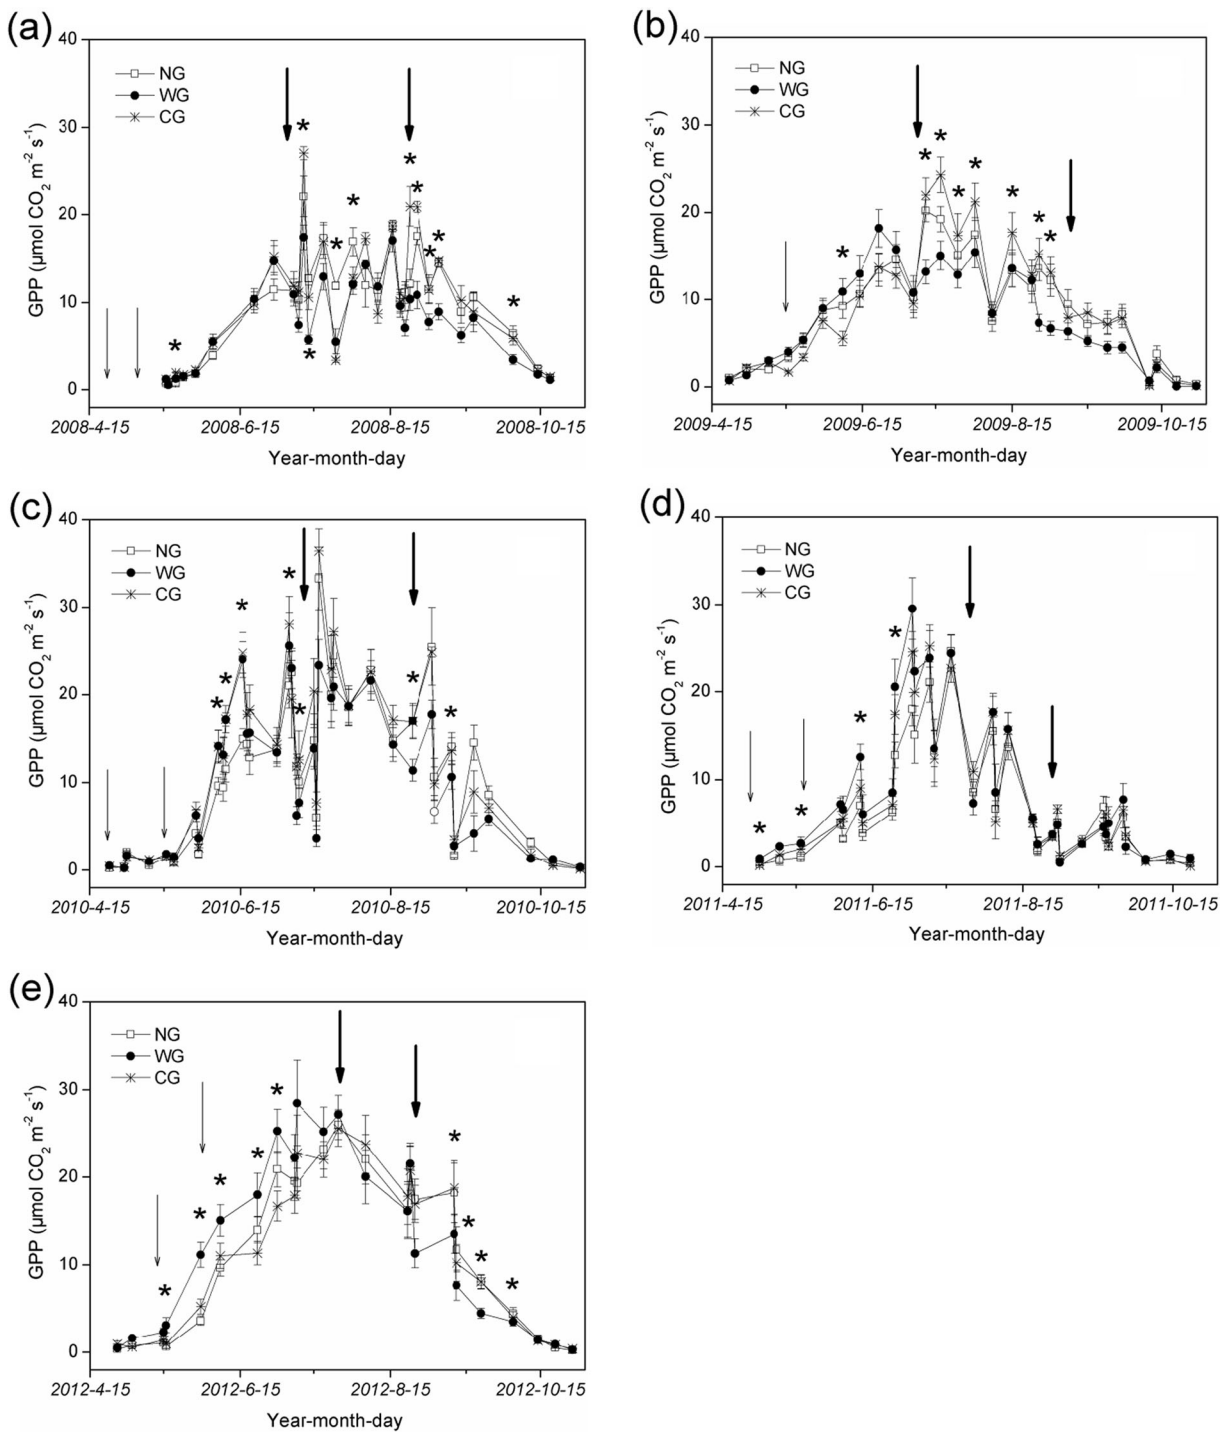 (a)
40
30
20
10
0
GPP (μmol CO2 m-2 s-1)
NG
WG
CG
* * * * * * * * * * *
2008-4-15 2008-6-15 2008-8-15 2008-10-15
Year-month-day
(b)
40
30
20
10
0
GPP (μmol CO2 m-2 s-1)
NG
WG
CG
* * * * * * * *
2009-4-15 2009-6-15 2009-8-15 2009-10-15
Year-month-day
(c)
40
30
20
10
0
GPP (μmol CO2 m-2 s-1)
NG
WG
CG
* * * * * * *
2010-4-15 2010-6-15 2010-8-15 2010-10-15
Year-month-day
(d)
40
30
20
10
0
GPP (μmol CO2 m-2 s-1)
NG
WG
CG
* * * *
2011-4-15 2011-6-15 2011-8-15 2011-10-15
Year-month-day
(e)
40
30
20
10
0
GPP (μmol CO2 m-2 s-1)
NG
WG
CG
* * * * * * * * *
2012-4-15 2012-6-15 2012-8-15 2012-10-15
Year-month-day